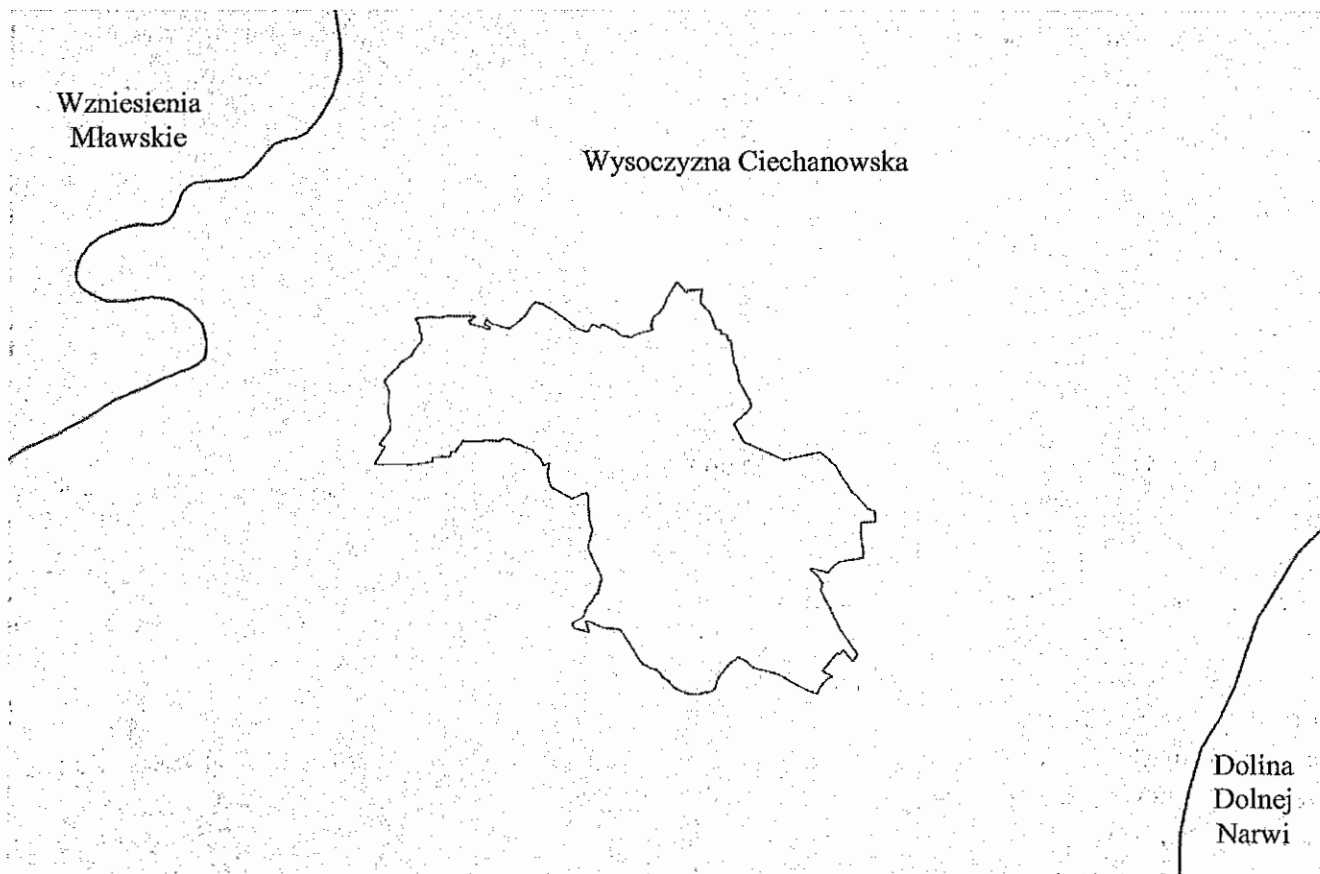 Wzniesienia
Mławskie
Wysoczyzna Ciechanowska
Dolina
Dolnej
Narwi